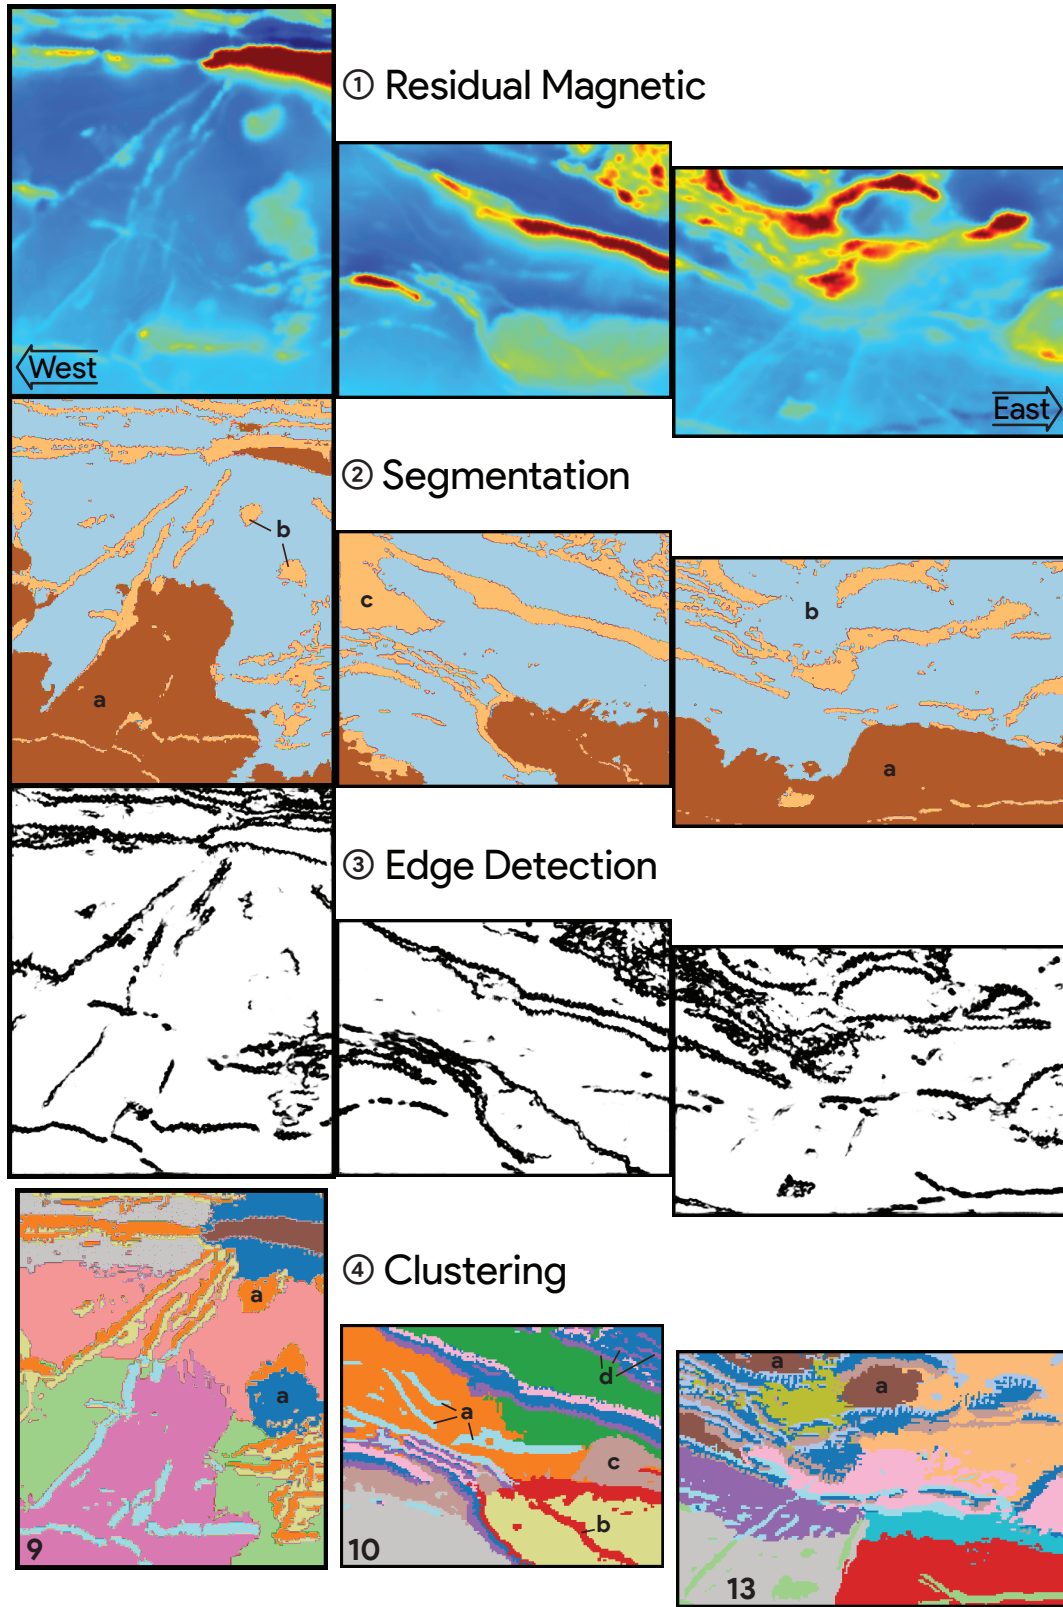 ① Residual Magnetic
West
East
② Segmentation
b
c
b
a
a
③ Edge Detection
④ Clustering
a
a
d
a
a
a
c
b
9
10
13